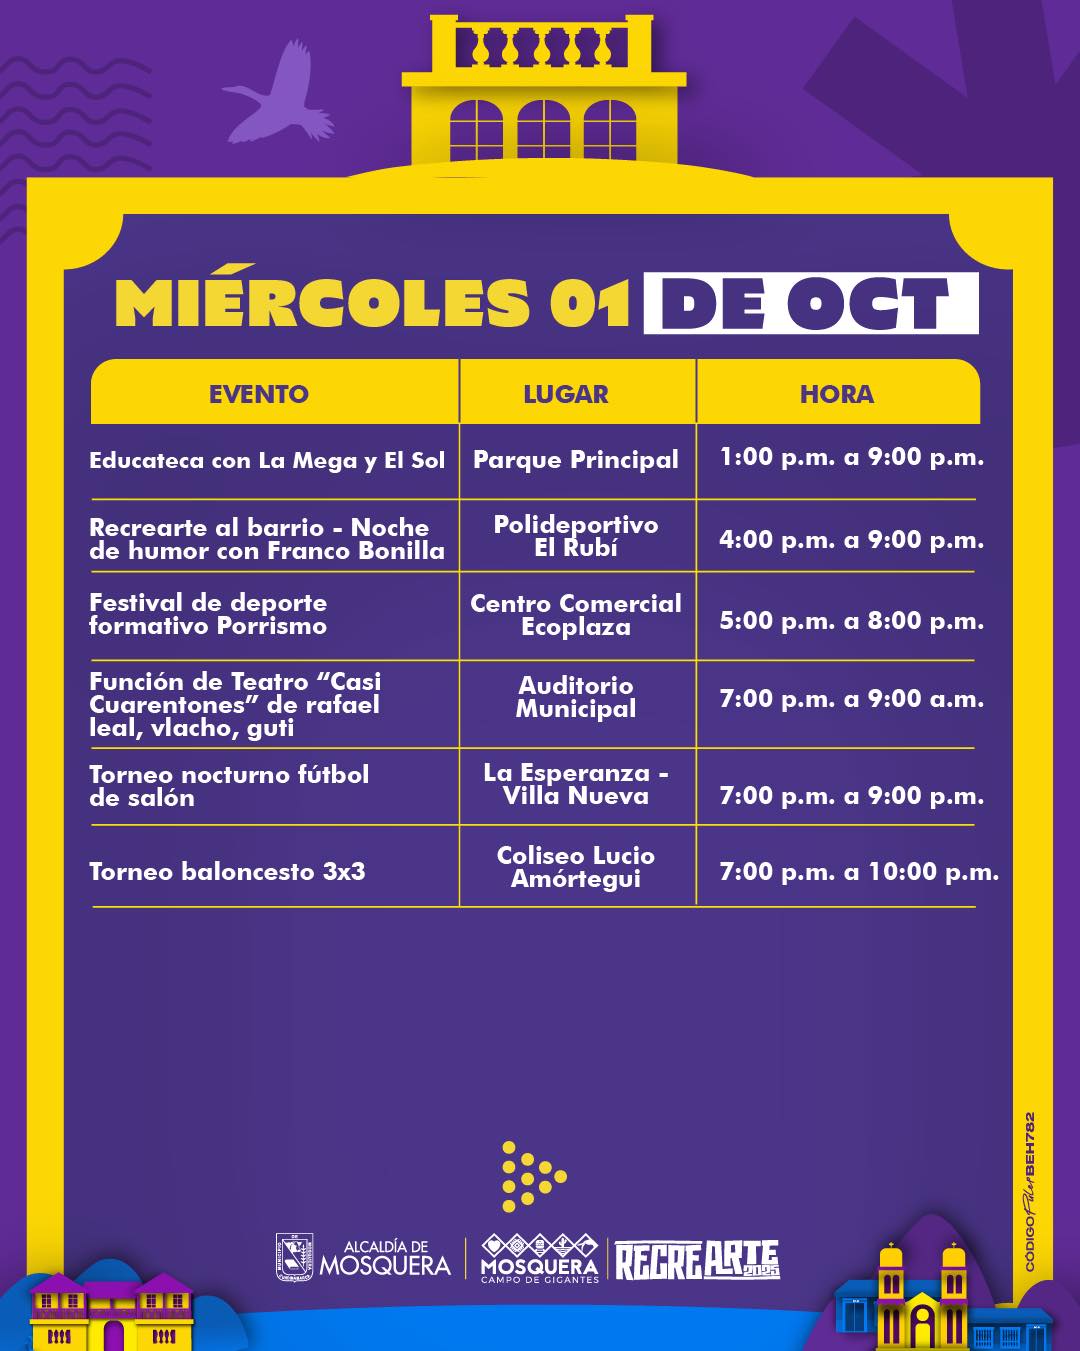 MIÉRCOLES 01 DE OCT
EVENTO LUGAR HORA
Educateca con La Mega y El Sol Parque Principal 1:00 p.m. a 9:00 p.m.
Recrearte al barrio - Noche
de humor con Franco Bonilla
Polideportivo
El Rubí
4:00 p.m. a 9:00 p.m.
Festival de deporte
formativo Porrismo
Centro Comercial
Ecoplaza
5:00 p.m. a 8:00 p.m.
Función de Teatro “Casi
Cuarentones” de rafael
leal, vlacho, guti
Auditorio
Municipal
7:00 p.m. a 9:00 a.m.
Torneo nocturno fútbol
de salón
La Esperanza -
Villa Nueva
7:00 p.m. a 9:00 p.m.
Torneo baloncesto 3x3
Coliseo Lucio
Amórtegui
7:00 p.m. a 10:00 p.m.
CÓDIGO Puler BEH782
ALCALDÍA DE
MOSQUERA
MOSQUERA
CAMPO DE GIGANTES
RECREARTE
2025